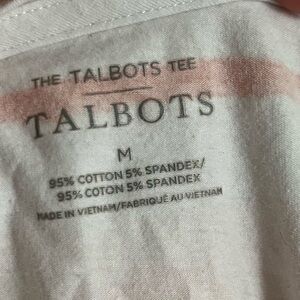 THE TALBOTS TEE
TALBOTS
M
95% COTTON 5% SPANDEX/
95% COTON 5% SPANDEX
MADE IN VIETNAM/FABRIQUÉ AU VIETNAM